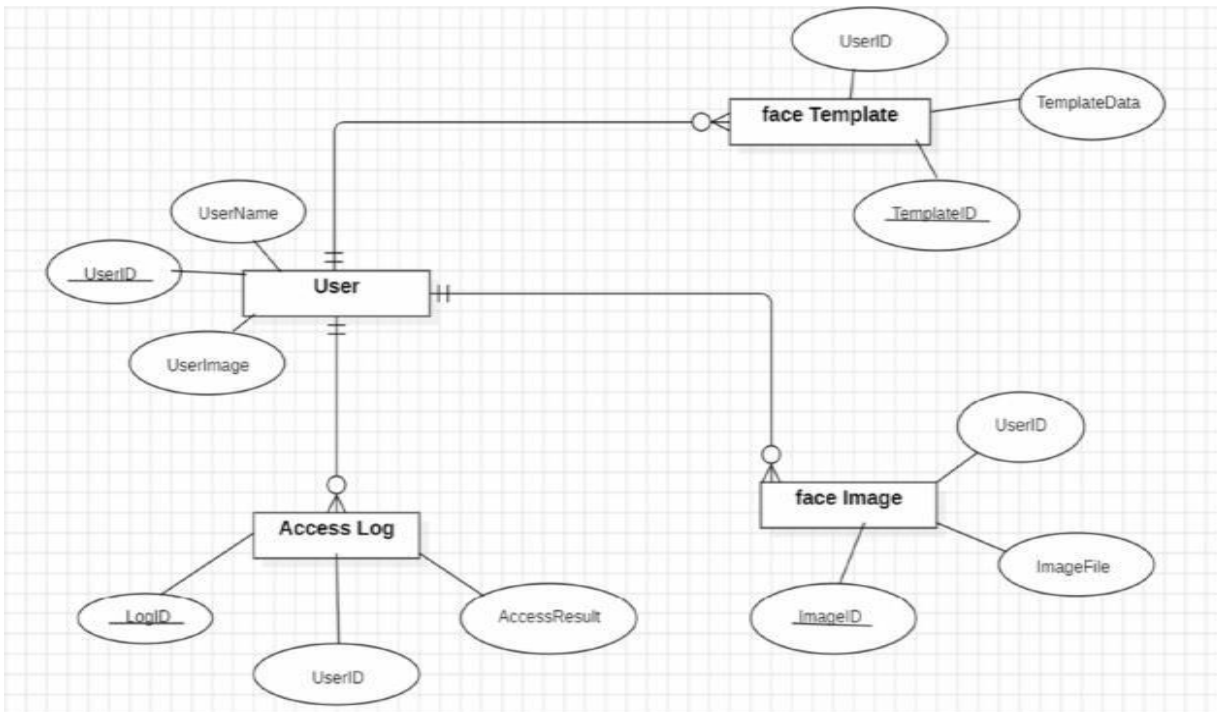 UserID
face Template
TemplateData
TemplateID
UserName
UserID
User
UserImage
UserID
face Image
ImageFile
ImageID
Access Log
LogID
AccessResult
UserID